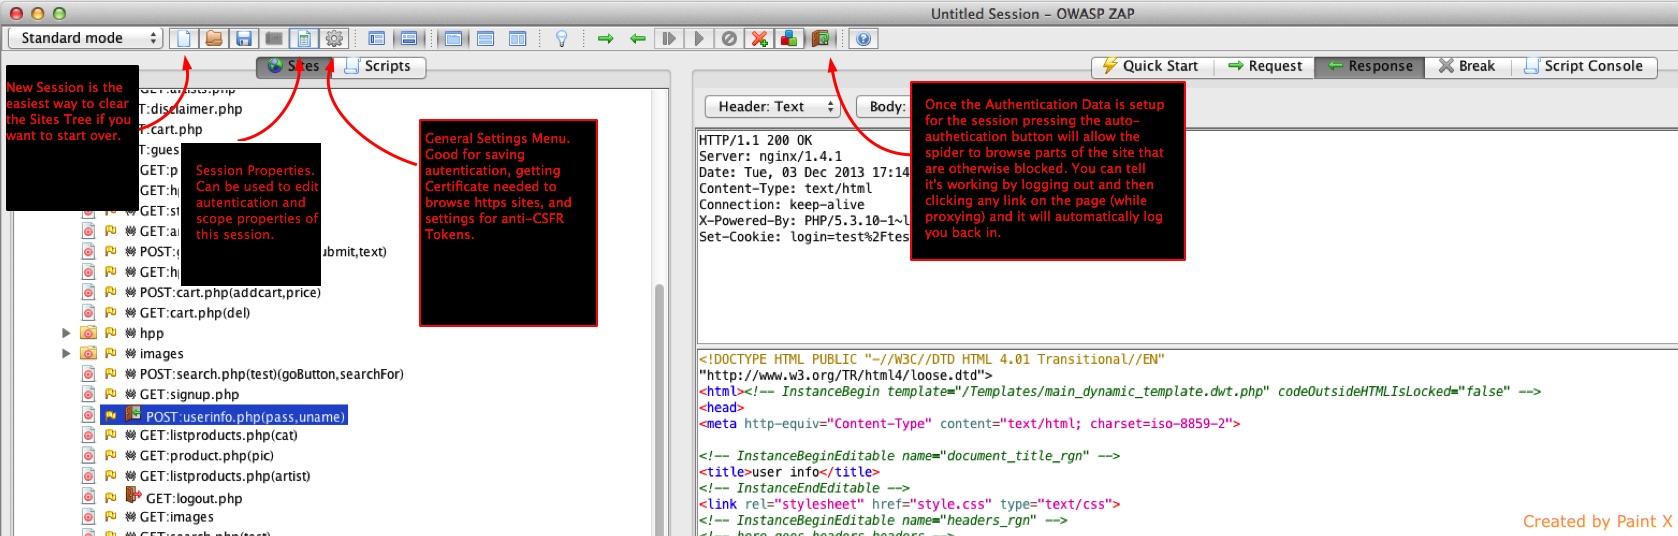 Untitled Session - OWASP ZAP
Standard mode
Sites
Scripts
Quick Start
Request
Response
Break
Script Console
New Session is the
easiest way to clear
the Sites Tree if you
want to start over.
Session Properties.
Can be used to edit
autentication and
scope properties of
this session.
General Settings Menu.
Good for saving
autentication, getting
Certificate needed to
browse https sites, and
settings for anti-CSFR
Tokens.
Once the Authentication Data is setup
for the session pressing the auto-
authetication button will allow the
spider to browse parts of the site that
are otherwise blocked. You can tell
it's working by logging out and then
clicking any link on the page (while
proxying) and it will automatically log
you back in.
GET:artists.php
T:disclaimer.php
T:cart.php
T:gues
GET:p
GET:h
GET:st
GET:a
POST:g
ubmit,text)
GET:h
POST:cart.php(addcart,price)
GET:cart.php(del)
hpp
images
POST:search.php(test)(goButton,searchFor)
GET:signup.php
POST:userinfo.php(pass,uname)
GET:listproducts.php(cat)
GET:product.php(pic)
GET:listproducts.php(artist)
GET:logout.php
GET:images
GET:search.php(test)
Header: Text
Body:
HTTP/1.1 200 OK
Server: nginx/1.4.1
Date: Tue, 03 Dec 2013 17:14
Content-Type: text/html
Connection: keep-alive
X-Powered-By: PHP/5.3.10-1~l
Set-Cookie: login=test%2Ftes
<!DOCTYPE HTML PUBLIC "-//W3C//DTD HTML 4.01 Transitional//EN"
"http://www.w3.org/TR/html4/loose.dtd">
<html><!-- InstanceBegin template="/Templates/main_dynamic_template.dwt.php" codeOutsideHTMLIsLocked="false" -->
<head>
<meta http-equiv="Content-Type" content="text/html; charset=iso-8859-2">
<!-- InstanceBeginEditable name="document_title_rgn" -->
<title>user info</title>
<!-- InstanceEndEditable -->
<link rel="stylesheet" href="style.css" type="text/css">
<!-- InstanceBeginEditable name="headers_rgn" -->
<!-- here goes headers headers -->
Created by Paint X